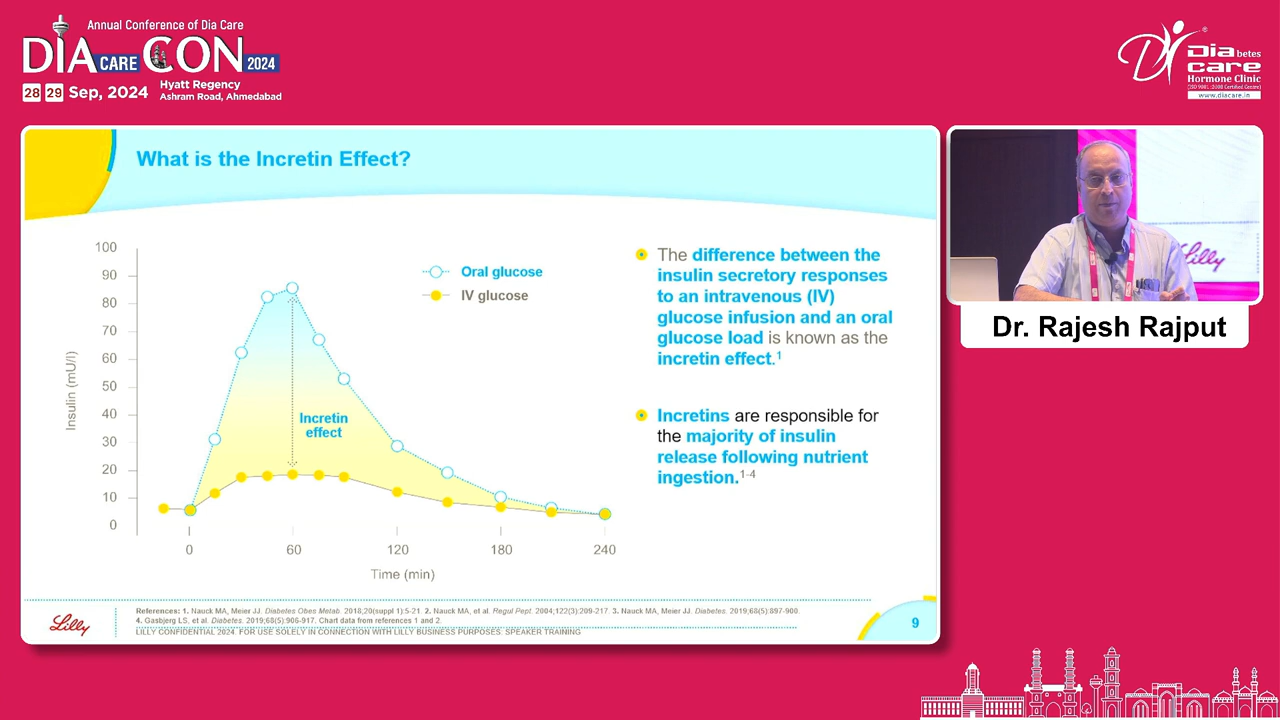 Annual Conference of Dia Care
DIA CARE CON 2024
28 29 Sep, 2024
Hyatt Regency
Ashram Road, Ahmedabad
Diabetes
care
Hormone Clinic
(ISO 9001:2008 Certified Centre)
www.diacare.in
What is the Incretin Effect?
100
90
80
70
60
50
40
30
20
10
0
Insulin (mU/l)
Oral glucose
IV glucose
Incretin
effect
0 60 120 180 240
Time (min)
The difference between the
insulin secretory responses
to an intravenous (IV)
glucose infusion and an oral
glucose load is known as the
incretin effect.1
Incretins are responsible for
the majority of insulin
release following nutrient
ingestion.1-4
Lilly
References: 1. Nauck MA, Meier JJ. Diabetes Obes Metab. 2018;20(suppl 1):5-21. 2. Nauck MA, et al. Regul Pept. 2004;122(3):209-217. 3. Nauck MA, Meier JJ. Diabetes. 2019;68(5):897-900.
4. Gasbjerg LS, et al. Diabetes. 2019;68(5):906-917. Chart data from references 1 and 2.
LILLY CONFIDENTIAL 2024. FOR USE SOLELY IN CONNECTION WITH LILLY BUSINESS PURPOSES: SPEAKER TRAINING
9
Lilly
Dr. Rajesh Rajput